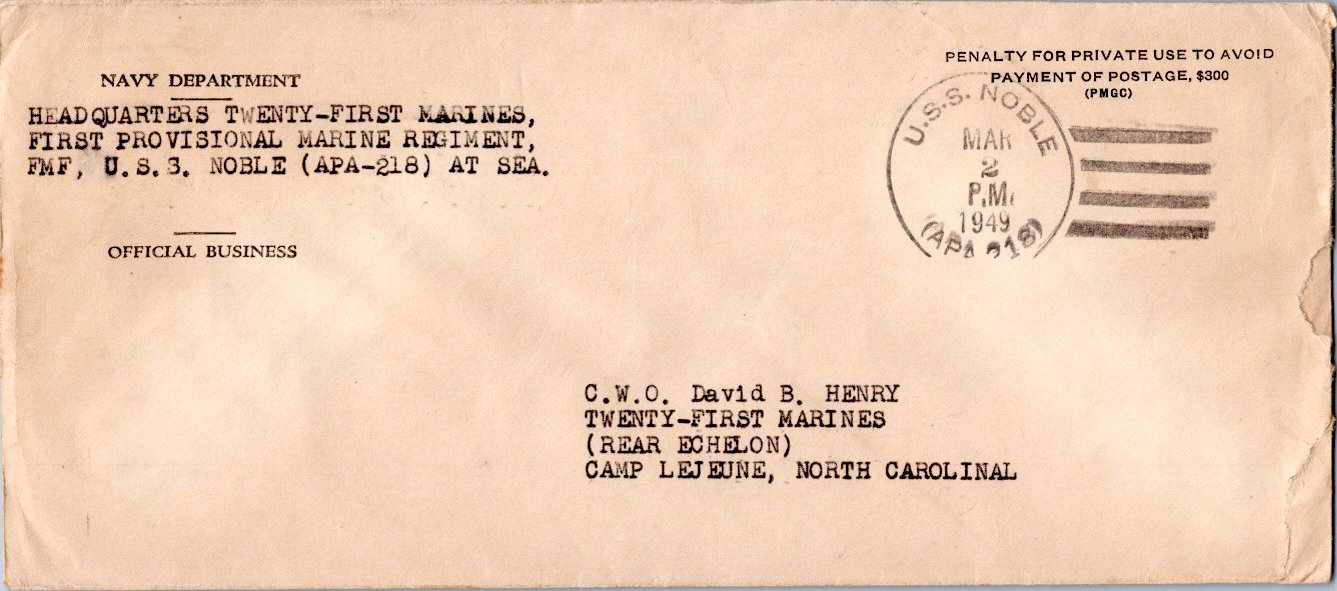 NAVY DEPARTMENT
HEADQUARTERS TWENTY-FIRST MARINES,
FIRST PROVISIONAL MARINE REGIMENT,
FMF, U.S.S. NOBLE (APA-218) AT SEA.
OFFICIAL BUSINESS
PENALTY FOR PRIVATE USE TO AVOID
PAYMENT OF POSTAGE, $300
(PMGC)
U.S.S. NOBLE
MAR
2
P.M.
1949
(APA 218)
C.W.O. David B. HENRY
TWENTY-FIRST MARINES
(REAR ECHELON)
CAMP LEJEUNE, NORTH CAROLINAL